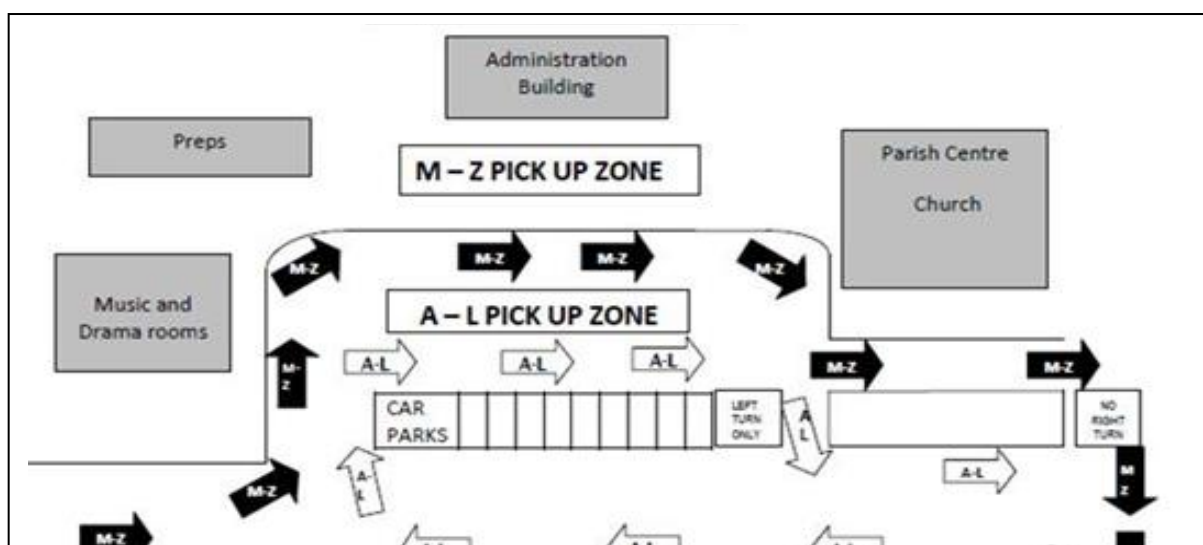 Administration
Building
Preps
M – Z PICK UP ZONE
Parish Centre
Church
M-Z
M-Z
M-Z
M-Z
Music and
Drama rooms
A – L PICK UP ZONE
M-
Z
A-L
A-L
A-L
M-Z
M-Z
CAR
PARKS
LEFT
TURN
ONLY
A
L
NO
RIGHT
TURN
A-
L
M-Z
A-L
M
Z
M-Z